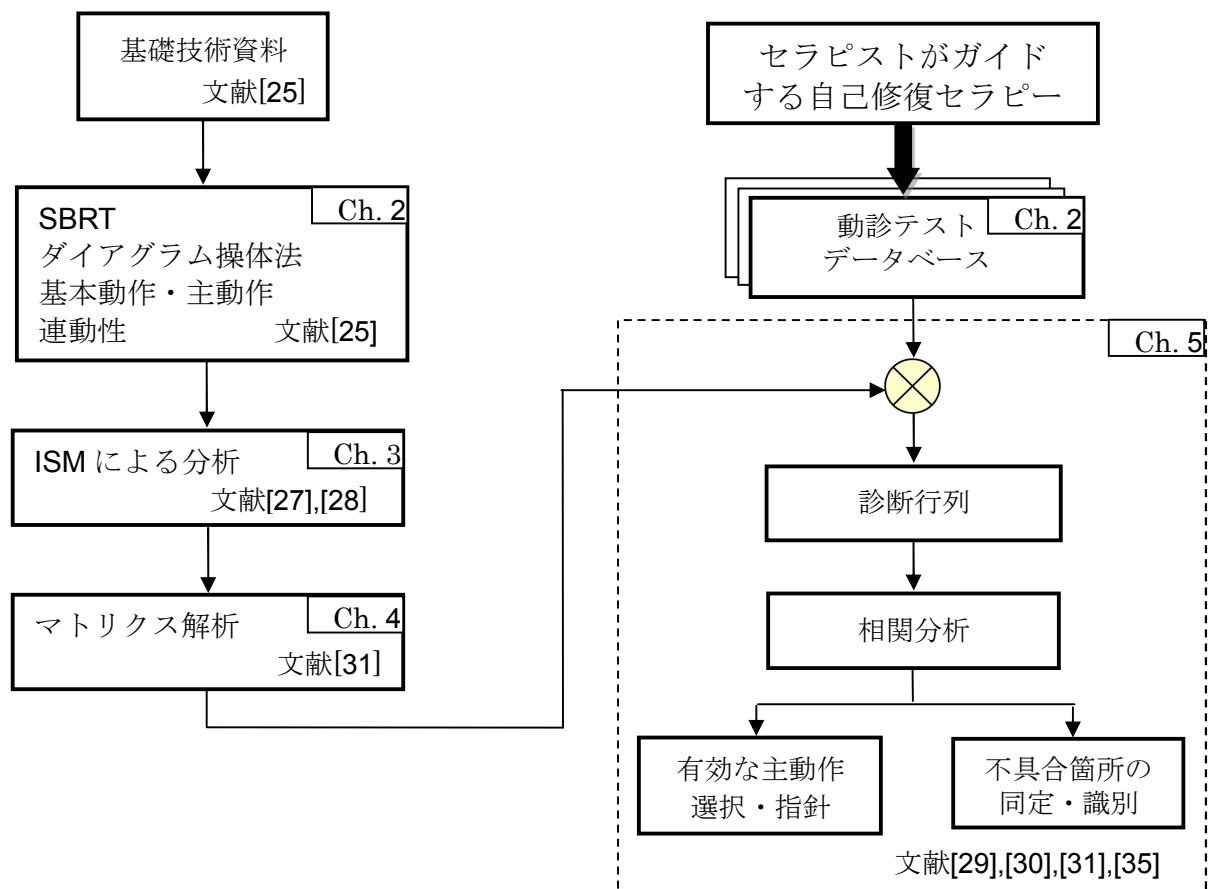 基礎技術資料
文献[25]
Ch. 2
SBRT
ダイアグラム操体法
基本動作・主動作
連動性 文献[25]
Ch. 3
ISM による分析
文献[27],[28]
Ch. 4
マトリクス解析
文献[31]
セラピストがガイド
する自己修復セラピー
Ch. 2
動診テスト
データベース
Ch. 5
診断行列
相関分析
有効な主動作
選択・指針
不具合箇所の
同定・識別
文献[29],[30],[31],[35]